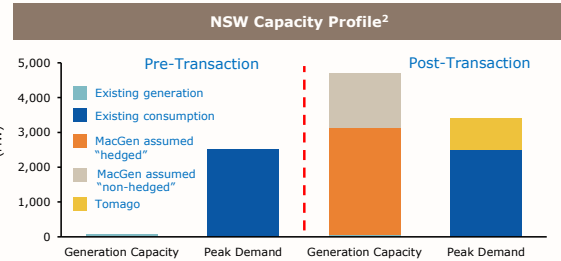 NSW Capacity Profile2
Pre-Transaction
Post-Transaction
5,000
4,000
3,000
2,000
1,000
0
Existing generation
Existing consumption
MacGen assumed
"hedged"
MacGen assumed
"non-hedged"
Tomago
Generation Capacity
Peak Demand
Generation Capacity
Peak Demand